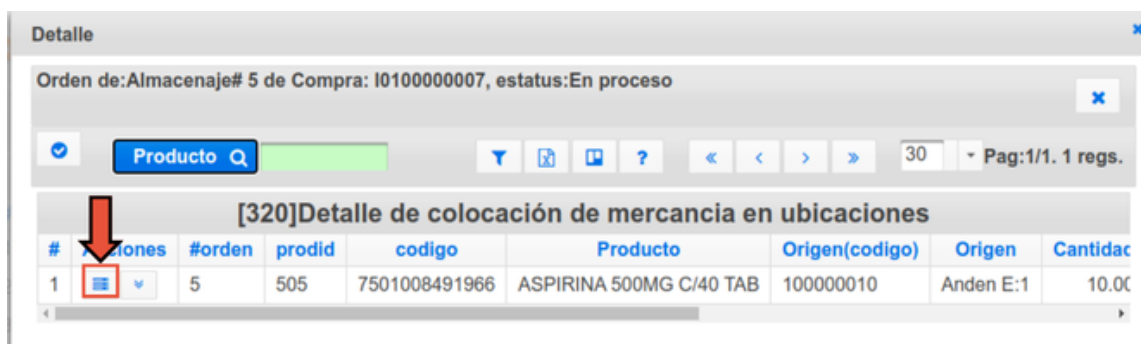 Detalle
Orden de:Almacenaje# 5 de Compra: I0100000007, estatus:En proceso
Producto
? « < > » 30 Pag:1/1. 1 regs.
[320]Detalle de colocación de mercancia en ubicaciones
# #orden prodid codigo Producto Origen(codigo) Origen Cantidad
1 5 505 7501008491966 ASPIRINA 500MG C/40 TAB 100000010 Anden E:1 10.00